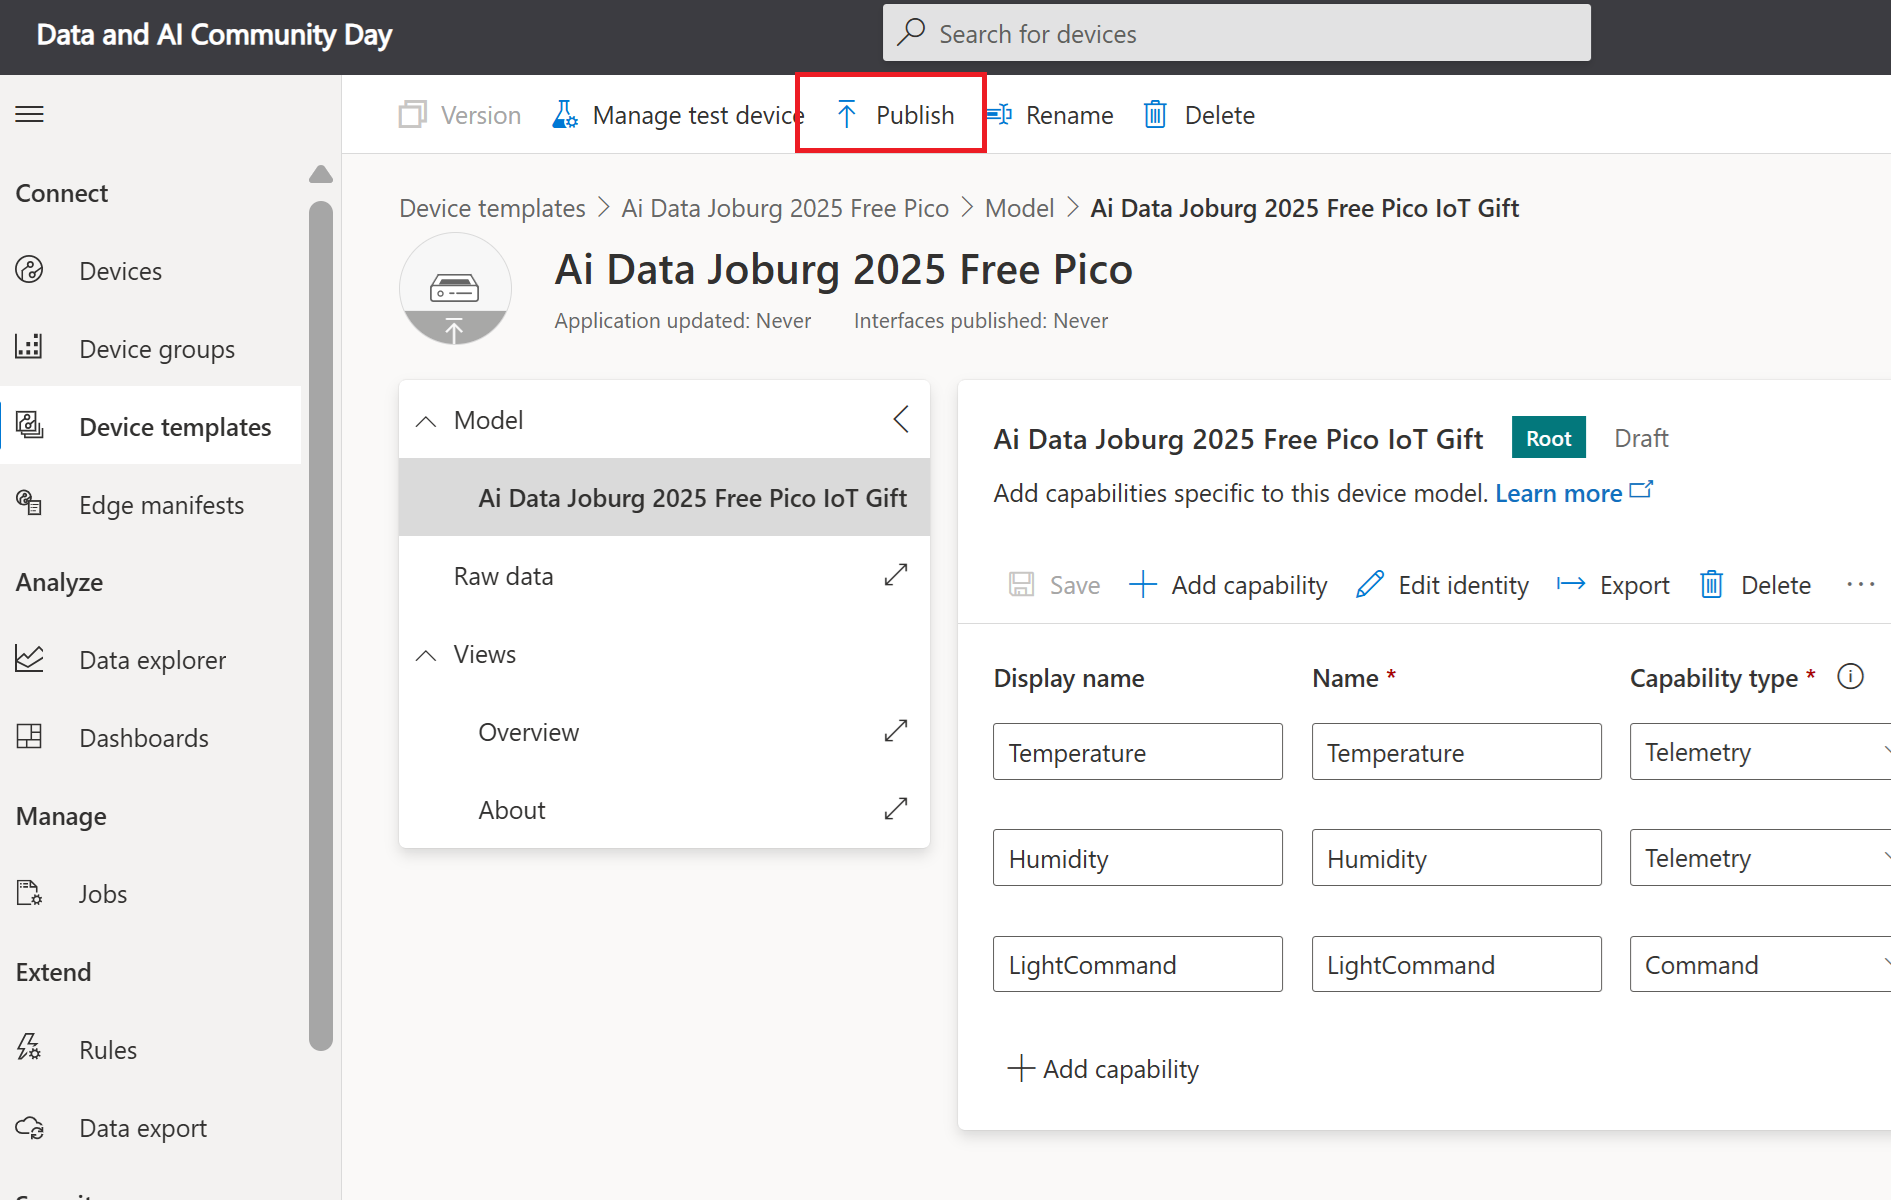 Data and AI Community Day
Search for devices
Version
Manage test device
Publish
Rename
Delete
Connect
Devices
Device groups
Device templates
Edge manifests
Analyze
Data explorer
Dashboards
Manage
Jobs
Extend
Rules
Data export
Device templates > Ai Data Joburg 2025 Free Pico > Model > Ai Data Joburg 2025 Free Pico IoT Gift
Ai Data Joburg 2025 Free Pico
Application updated: Never Interfaces published: Never
Model
Ai Data Joburg 2025 Free Pico IoT Gift
Raw data
Views
Overview
About
Ai Data Joburg 2025 Free Pico IoT Gift Root Draft
Add capabilities specific to this device model. Learn more
Save Add capability Edit identity Export Delete ...
Display name Name * Capability type *
Temperature Temperature Telemetry
Humidity Humidity Telemetry
LightCommand LightCommand Command
Add capability